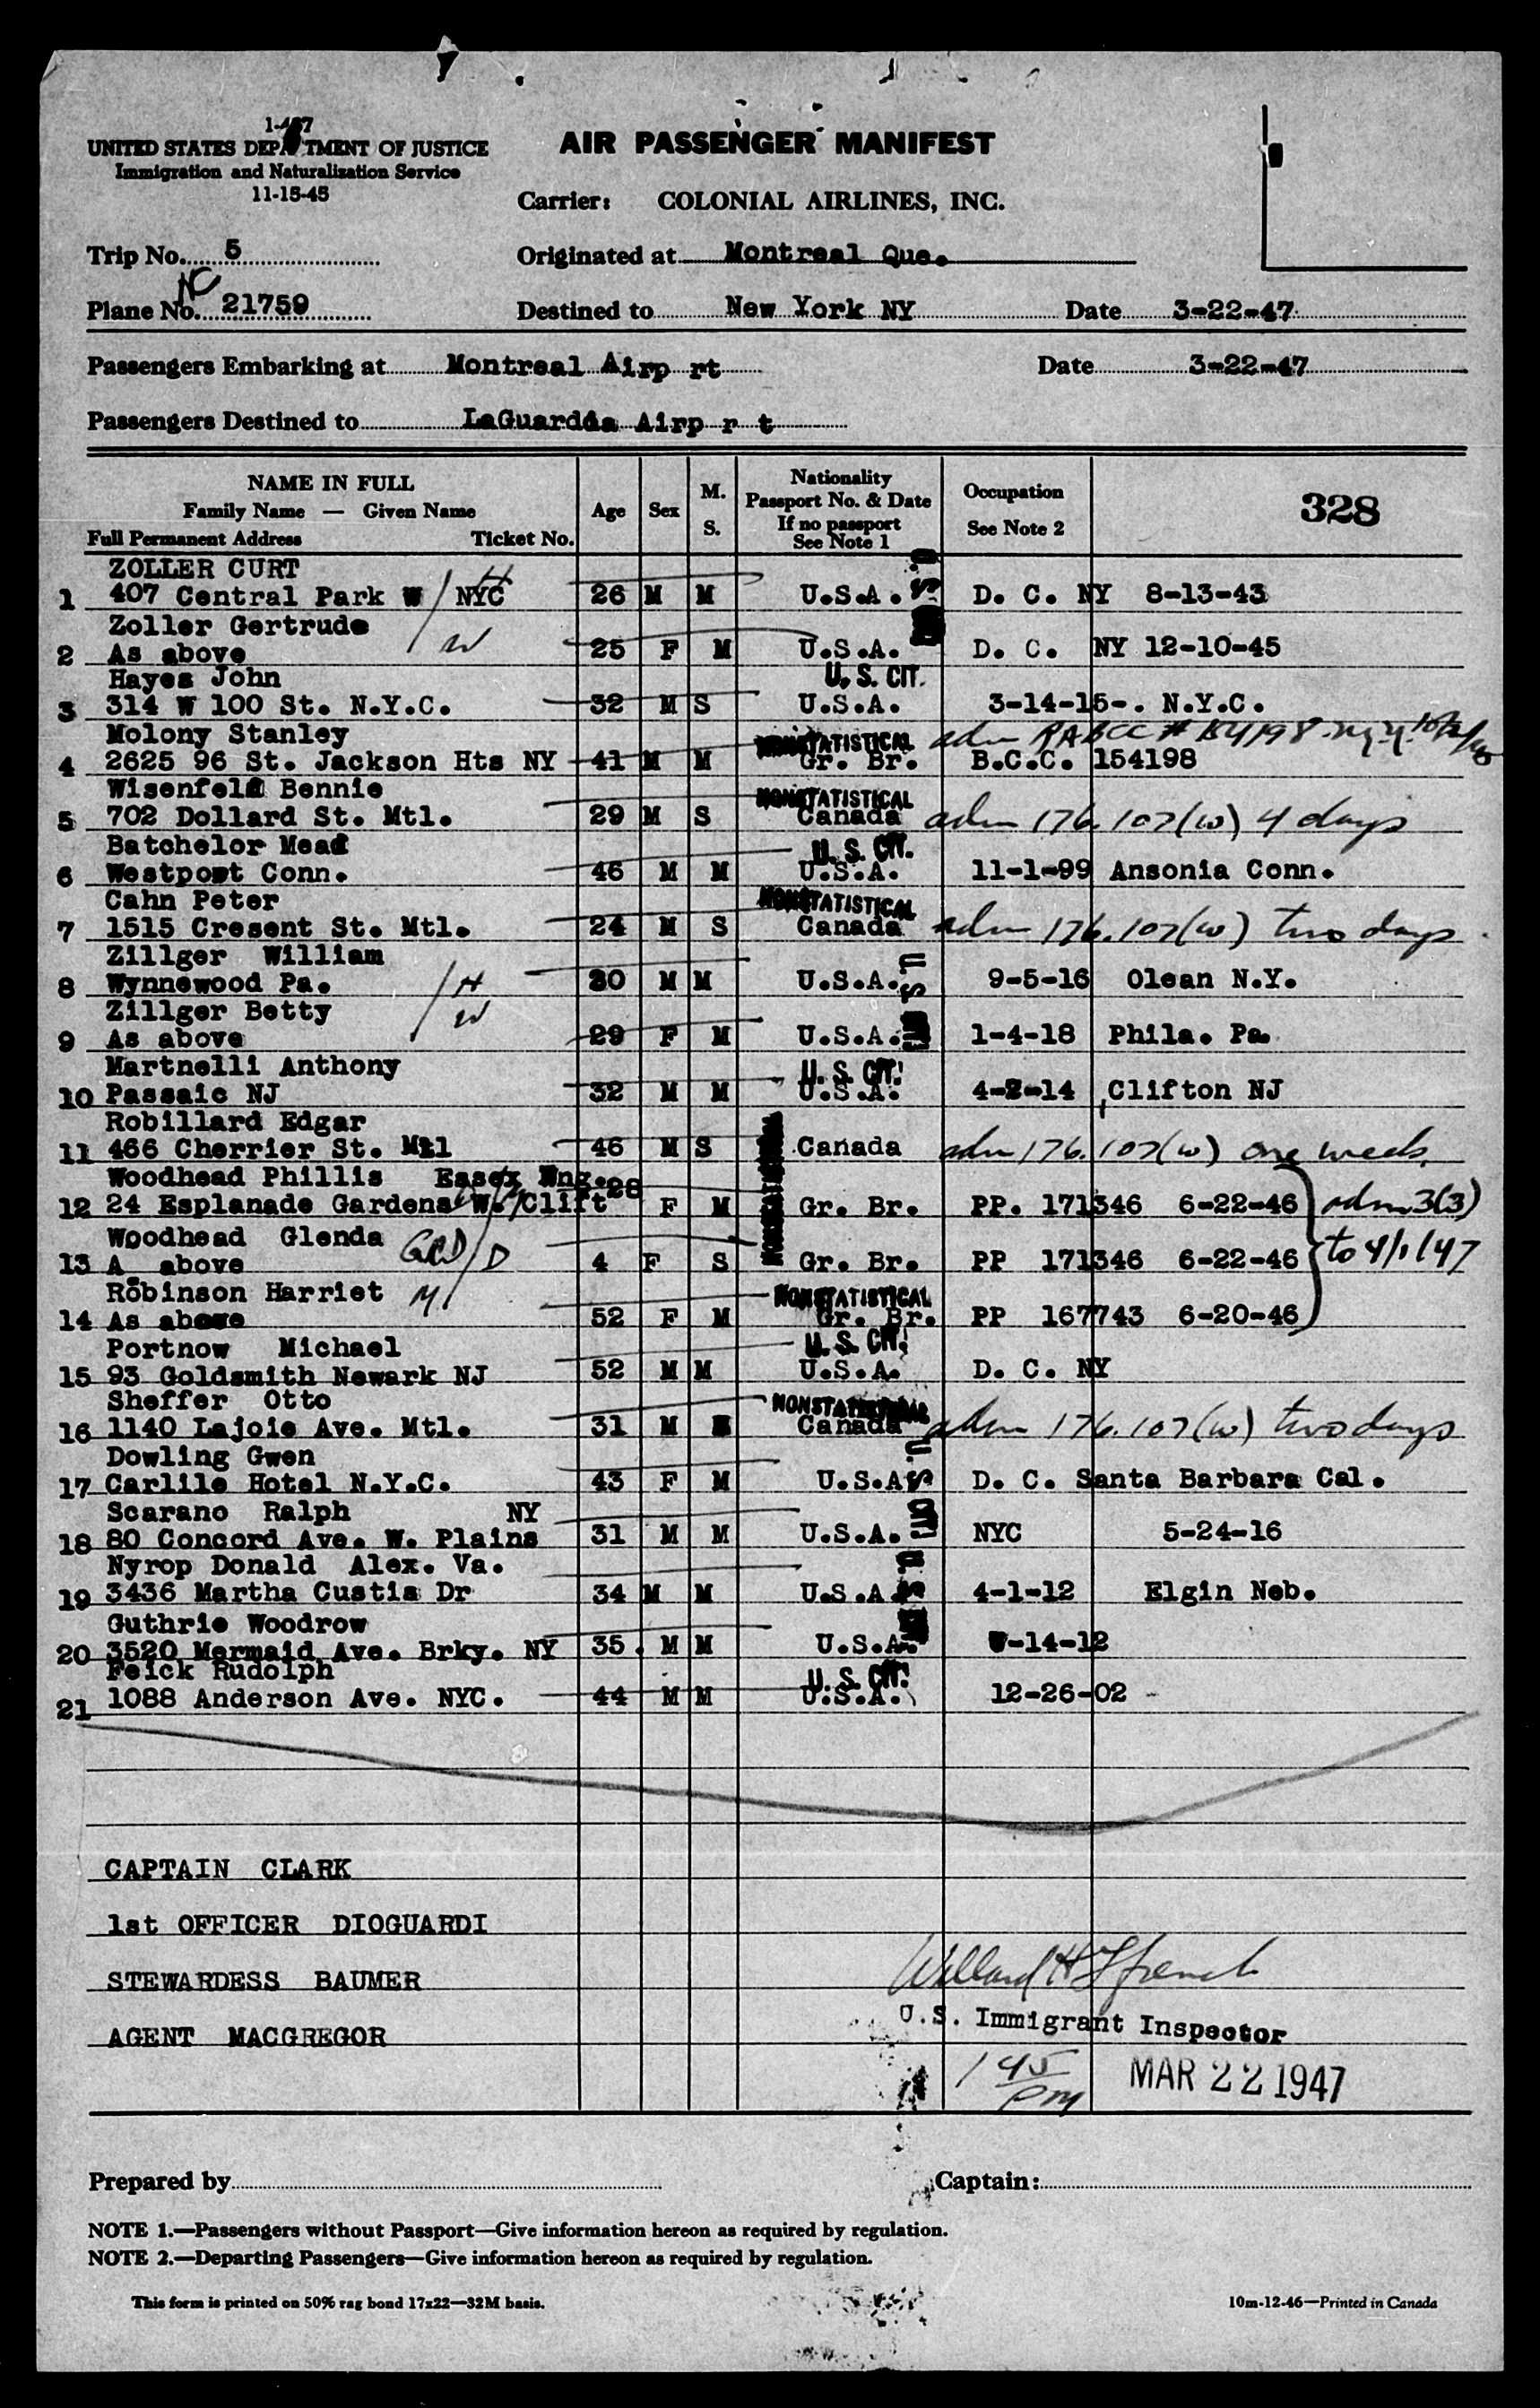 UNITED STATES DEPARTMENT OF JUSTICE
Immigration and Naturalization Service
11-15-45
AIR PASSENGER MANIFEST
Carrier: COLONIAL AIRLINES, INC.
Trip No. 5
Originated at Montreal Que.
NC
Plane No. 21759
Destined to New York NY Date 3-22-47
Passengers Embarking at Montreal Airp rt Date 3-22-47
Passengers Destined to LaGuardia Airp r t
NAME IN FULL
Family Name — Given Name
Full Permanent Address Ticket No.
Age
Sex
M. S.
Nationality
Passport No. & Date
If no passport
See Note 1
Occupation
See Note 2
328
ZOLLER CURT H
1 407 Central Park W NYC 26 M M U.S.A. D. C. NY 8-13-43
Zoller Gertrude
2 As above W 25 F M U.S.A. D. C. NY 12-10-45
Hayes John U. S. CIT.
3 314 W 100 St. N.Y.C. 32 M S U.S.A. 3-14-15-. N.Y.C.
Molony Stanley NONSTATISTICAL
4 2625 96 St. Jackson Hts NY 41 M M Gr. Br. B.C.C. 154198
Wisenfeld Bennie NONSTATISTICAL
5 702 Dollard St. Mtl. 29 M S Canada adm 176.107(w) 4 days
Batchelor Mead U. S. CIT.
6 Westport Conn. 46 M M U.S.A. 11-1-99 Ansonia Conn.
Cahn Peter NONSTATISTICAL
7 1515 Cresent St. Mtl. 24 M S Canada adm 176.107(w) two days
Zillger William
8 Wynnewood Pa. H 30 M M U.S.A. 9-5-16 Olean N.Y.
Zillger Betty W
9 As above 29 F M U.S.A. 1-4-18 Phila. Pa.
Martnelli Anthony U. S. CIT.
10 Passaic NJ 32 M M U.S.A. 4-2-14 Clifton NJ
Robillard Edgar
11 466 Cherrier St. Mtl 46 M S Canada adm 176.107(w) one week
Woodhead Phillis Essex Eng.
12 24 Esplanade Gardens W. Clift 28 F M Gr. Br. PP. 171346 6-22-46 adm 3(3)
Woodhead Glenda
13 A above D 4 F S Gr. Br. PP 171346 6-22-46 to 4/1/47
Robinson Harriet M NONSTATISTICAL
14 As above 52 F M Gr. Br. PP 167743 6-20-46
Portnow Michael U. S. CIT.
15 93 Goldsmith Newark NJ 52 M M U.S.A. D. C. NY
Sheffer Otto NONSTATISTICAL
16 1140 Lajoie Ave. Mtl. 31 M Canada adm 176.107(w) two days
Dowling Gwen
17 Carlile Hotel N.Y.C. 43 F M U.S.A D. C. Santa Barbara Cal.
Scarano Ralph NY
18 80 Concord Ave. W. Plains 31 M M U.S.A. NYC 5-24-16
Nyrop Donald Alex. Va.
19 3436 Martha Custis Dr 34 M M U.S.A 4-1-12 Elgin Neb.
Guthrie Woodrow
20 3520 Mermaid Ave. Brky. NY 35. M M U.S.A. 7-14-12
Feick Rudolph U. S. CIT.
21 1088 Anderson Ave. NYC. 44 M M U.S.A. 12-26-02 -
CAPTAIN CLARK
1st OFFICER DIOGUARDI
STEWARDESS BAUMER
AGENT MACGREGOR
U.S. Immigrant Inspector
1 45 pm MAR 22 1947
Prepared by Captain:
NOTE 1.—Passengers without Passport—Give information hereon as required by regulation.
NOTE 2.—Departing Passengers—Give information hereon as required by regulation.
This form is printed on 50% rag bond 17x22—32M basis.
10m-12-46—Printed in Canada